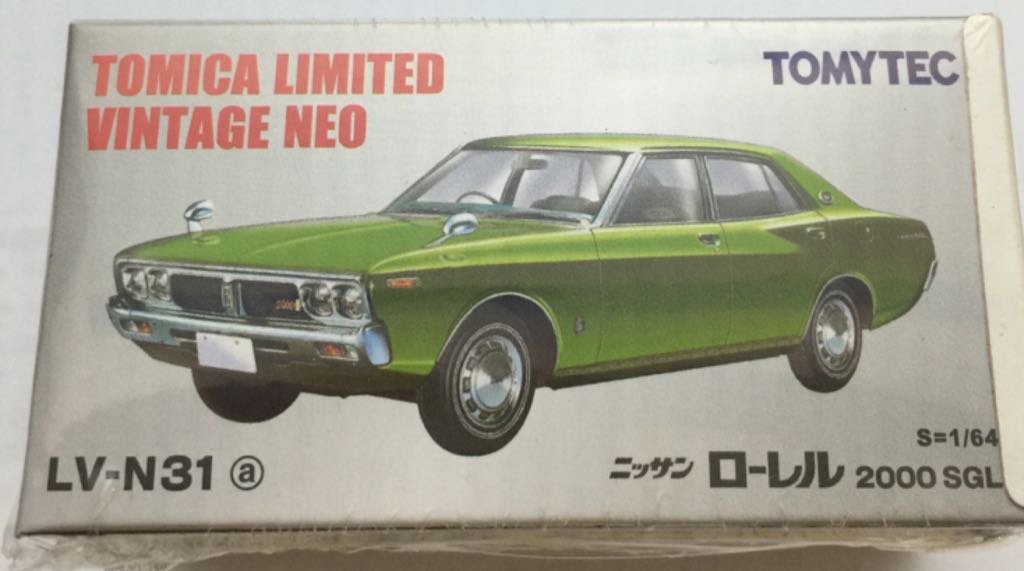 TOMICA LIMITED
VINTAGE NEO
TOMYTEC
2000
S=1/64
LV-N31 ⓐ
ニッサン ローレル 2000 SGL